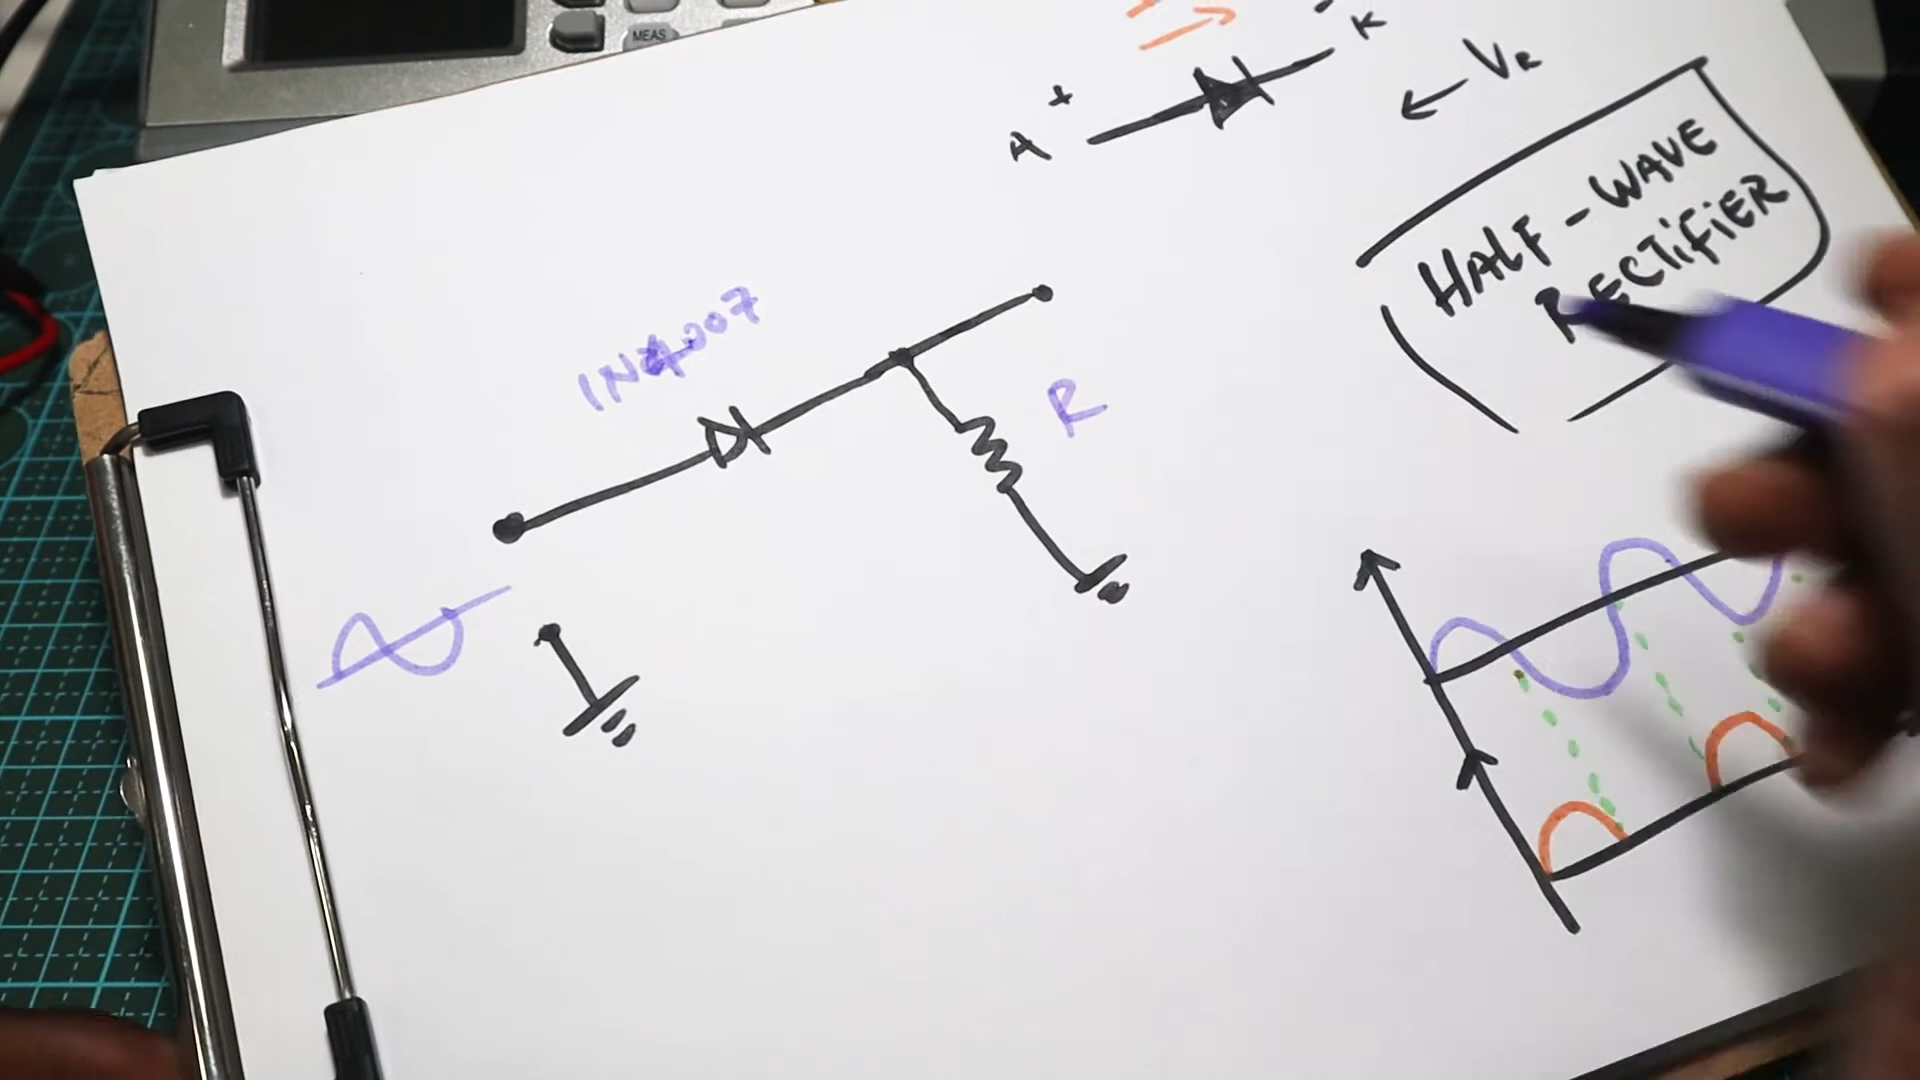 MEAS
K
A +
← VR
HALF - WAVE
RECTiFiER
1N4007
R